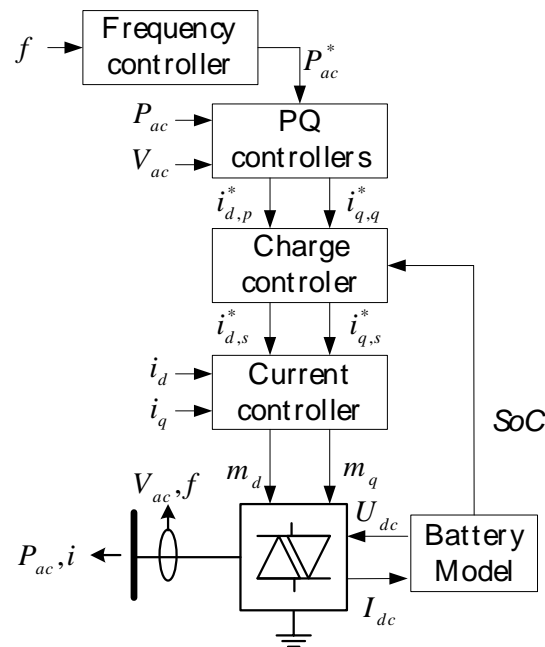 Frequency
controller
f
P*ac
Pac
Vac
PQ
controllers
i*d,p
i*q,q
Charge
controler
i*d,s
i*q,s
id
iq
Current
controller
SoC
md
mq
Vac, f
Udc
Pac, i
Battery
Model
Idc